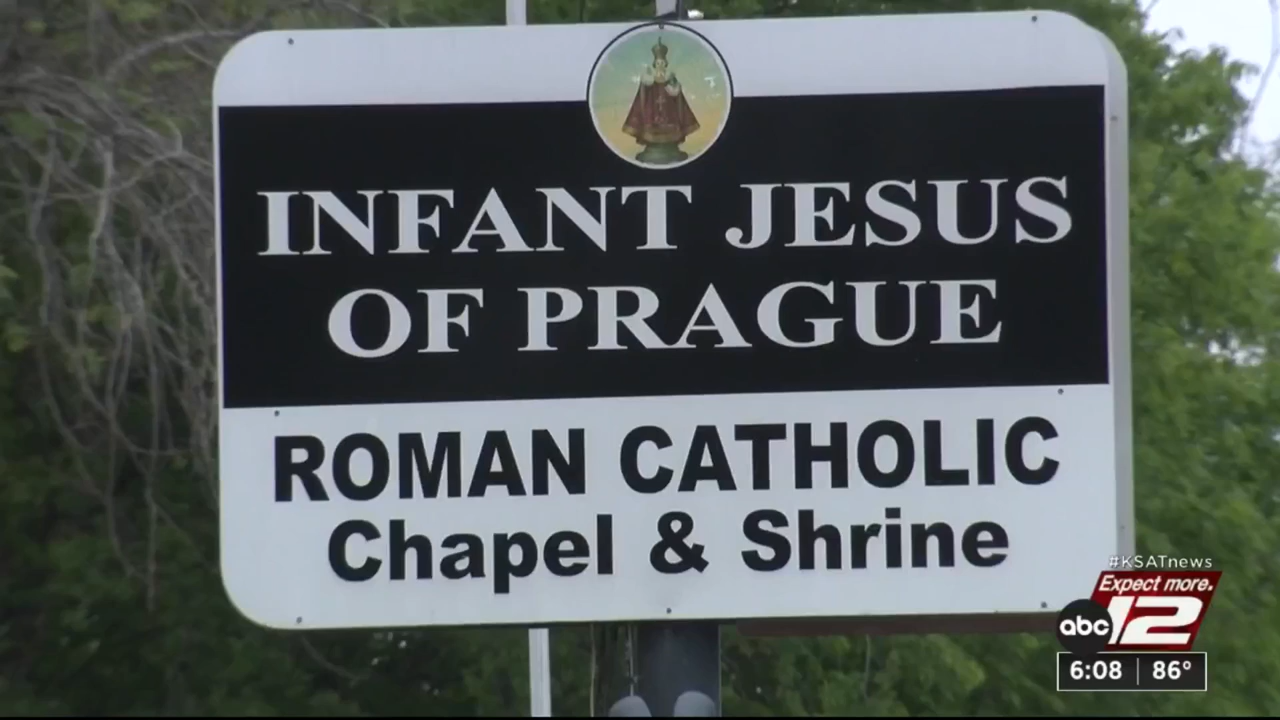 INFANT JESUS
OF PRAGUE
ROMAN CATHOLIC
Chapel & Shrine
#KSATnews
Expect more.
abc 12
6:08 86°